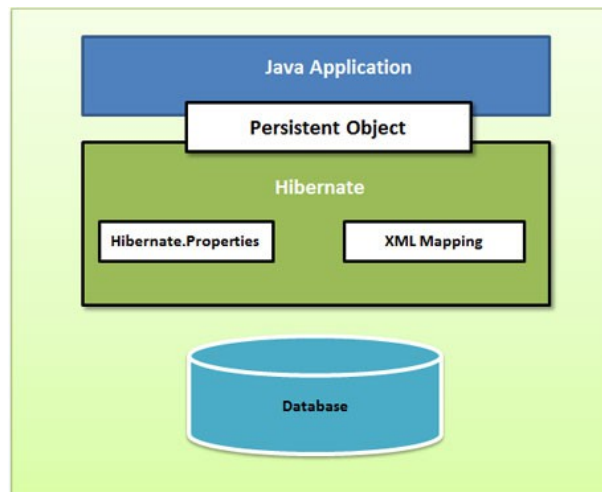 Java Application
Persistent Object
Hibernate
Hibernate.Properties
XML Mapping
Database